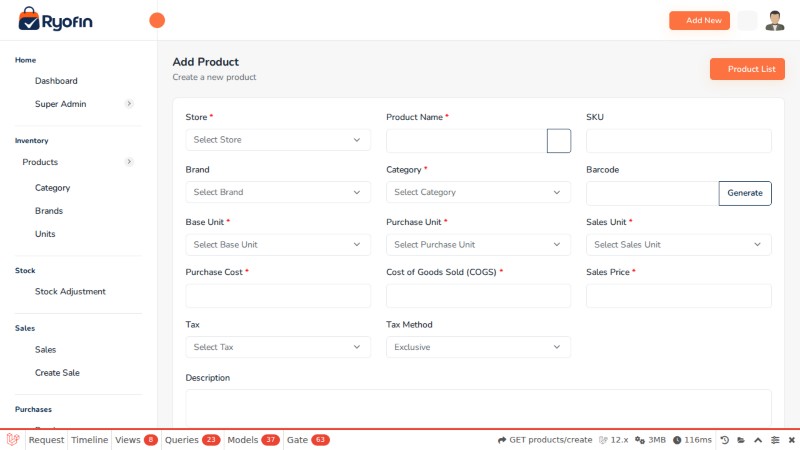 Ryofin
Add New
Home
Dashboard
Super Admin
Inventory
Products
Category
Brands
Units
Stock
Stock Adjustment
Sales
Sales
Create Sale
Purchases
Add Product
Create a new product
Product List
Store *
Product Name *
SKU
Select Store
Brand
Category *
Barcode
Select Brand
Select Category
Generate
Base Unit *
Purchase Unit *
Sales Unit *
Select Base Unit
Select Purchase Unit
Select Sales Unit
Purchase Cost *
Cost of Goods Sold (COGS) *
Sales Price *
Tax
Tax Method
Select Tax
Exclusive
Description
Request Timeline Views 8 Queries 23 Models 37 Gate 63 GET products/create 12.x 3MB 116ms